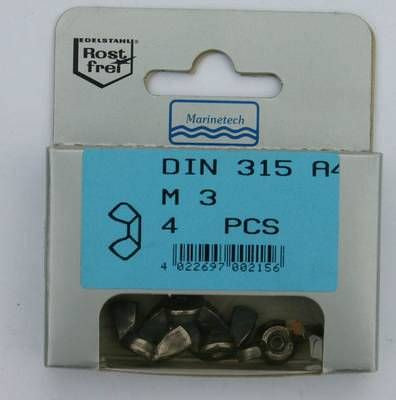 EDELSTAHL®
Rost
frei
Marinetech
DIN 315 A4
M 3
4 PCS
4 022697 002156